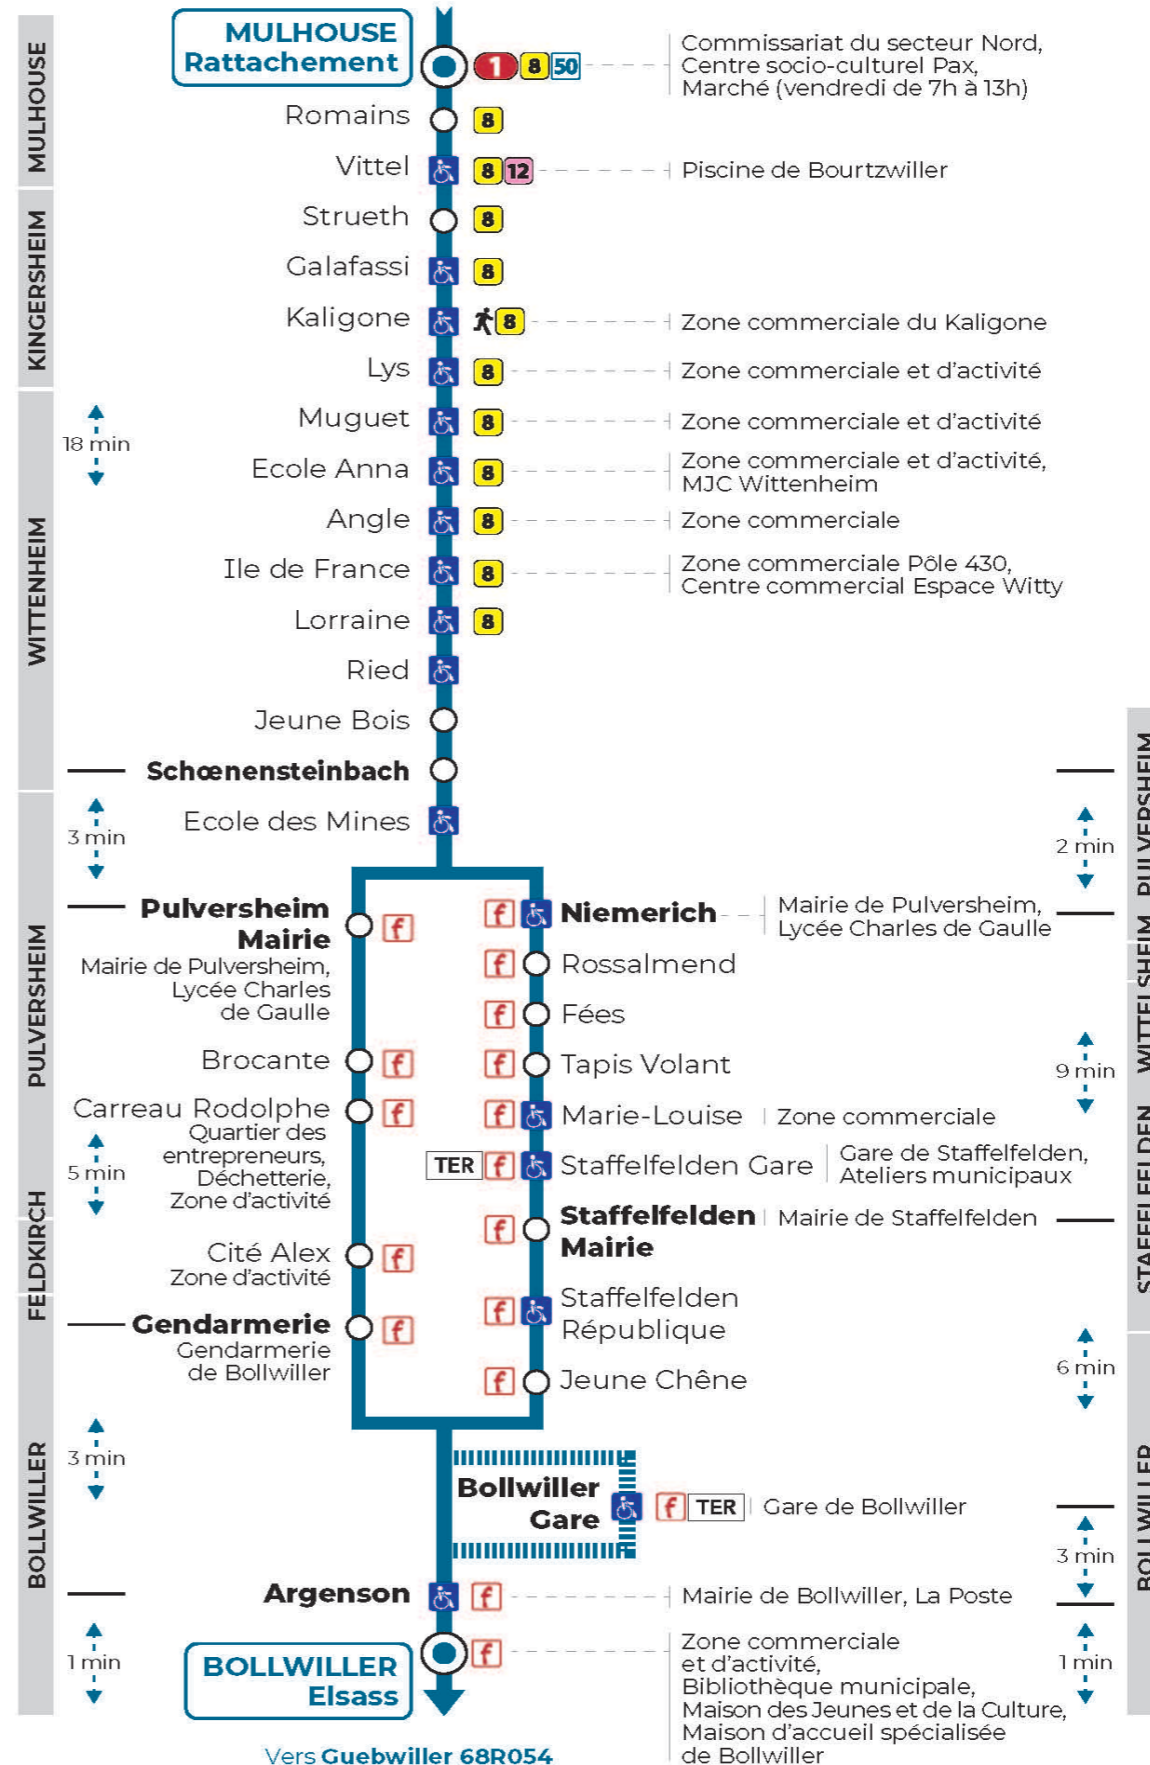 MULHOUSE
Rattachement
1 8 50
Commissariat du secteur Nord,
Centre socio-culturel Pax,
Marché (vendredi de 7h à 13h)
MULHOUSE
Romains
8
Vittel
8 12
Piscine de Bourtzwiller
KINGERSHEIM
Strueth
8
Galafassi
8
Kaligone
8
Zone commerciale du Kaligone
Lys
8
Zone commerciale et d'activité
WITTENHEIM
18 min
Muguet
8
Zone commerciale et d'activité
Ecole Anna
8
Zone commerciale et d'activité,
MJC Wittenheim
Angle
8
Zone commerciale
Ile de France
8
Zone commerciale Pôle 430,
Centre commercial Espace Witty
Lorraine
8
Ried
Jeune Bois
Schœnensteinbach
3 min
Ecole des Mines
PULVERSHEIM
Pulversheim
Mairie
f
Mairie de Pulversheim,
Lycée Charles
de Gaulle
Brocante
f
Carreau Rodolphe
f
Quartier des
entrepreneurs,
Déchetterie,
Zone d'activité
5 min
FELDKIRCH
Cité Alex
f
Zone d'activité
Gendarmerie
f
Gendarmerie
de Bollwiller
BOLLWILLER
3 min
PULVERSHEIM
2 min
f
Niemerich
Mairie de Pulversheim,
Lycée Charles de Gaulle
WITTELSHEIM
f
Rossalmend
f
Fées
f
Tapis Volant
9 min
STAFFELFELDEN
f
Marie-Louise
Zone commerciale
TER f
Staffelfelden Gare
Gare de Staffelfelden,
Ateliers municipaux
f
Staffelfelden
Mairie
Mairie de Staffelfelden
f
Staffelfelden
République
6 min
f
Jeune Chêne
BOLLWILLER
Bollwiller
Gare
f TER
Gare de Bollwiller
3 min
Argenson
f
Mairie de Bollwiller, La Poste
1 min
BOLLWILLER
Elsass
f
Zone commerciale
et d'activité,
Bibliothèque municipale,
Maison des Jeunes et de la Culture,
Maison d'accueil spécialisée
de Bollwiller
1 min
Vers Guebwiller 68R054